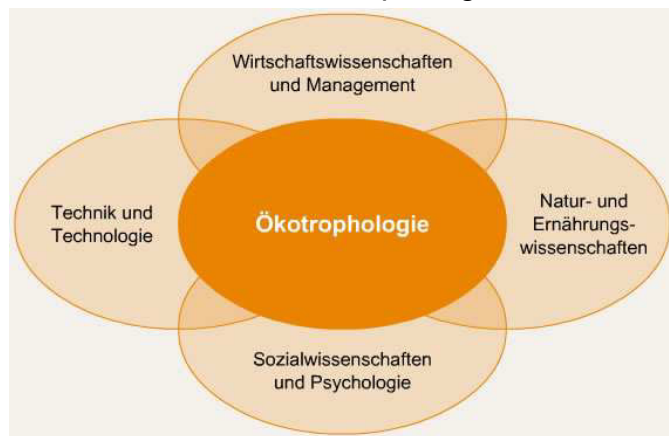 Wirtschaftswissenschaften
und Management
Technik und
Technologie
Ökotrophologie
Natur- und
Ernährungs-
wissenschaften
Sozialwissenschaften
und Psychologie